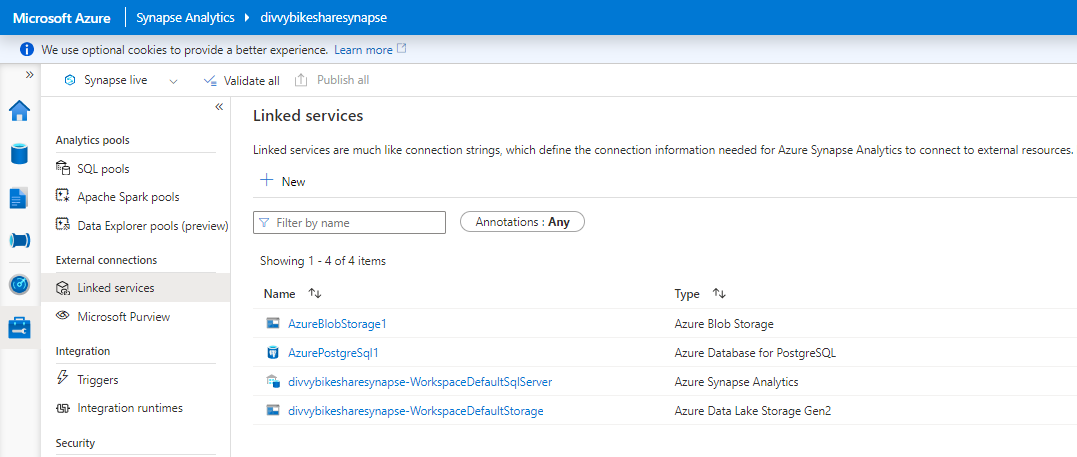 Microsoft Azure Synapse Analytics divvybikesharesynapse
We use optional cookies to provide a better experience. Learn more
Synapse live Validate all Publish all
Analytics pools
SQL pools
Apache Spark pools
Data Explorer pools (preview)
External connections
Linked services
Microsoft Purview
Integration
Triggers
Integration runtimes
Security
Linked services
Linked services are much like connection strings, which define the connection information needed for Azure Synapse Analytics to connect to external resources.
New
Filter by name
Annotations : Any
Showing 1 - 4 of 4 items
Name Type
AzureBlobStorage1 Azure Blob Storage
AzurePostgreSql1 Azure Database for PostgreSQL
divvybikesharesynapse-WorkspaceDefaultSqlServer Azure Synapse Analytics
divvybikesharesynapse-WorkspaceDefaultStorage Azure Data Lake Storage Gen2